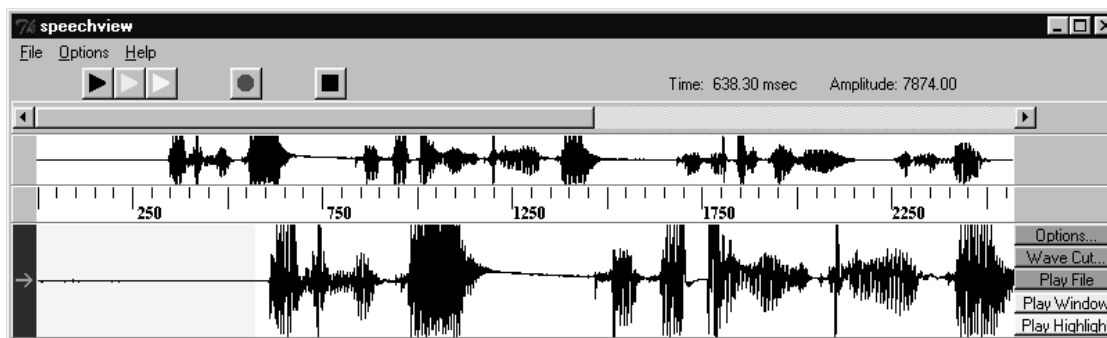 speechview
File Options Help
Time: 638.30 msec Amplitude: 7874.00
250 750 1250 1750 2250
Options...
Wave Cut...
Play File
Play Window
Play Highligh